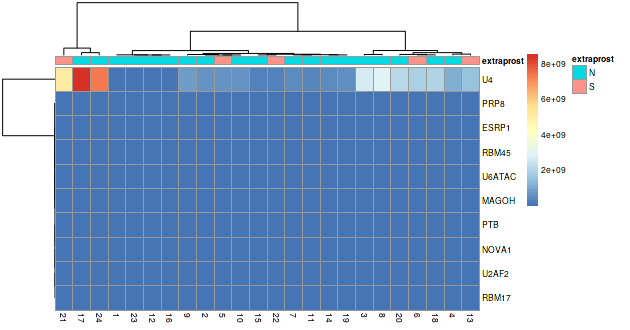 extraprost
U4
PRP8
ESRP1
RBM45
U6ATAC
MAGOH
PTB
NOVA1
U2AF2
RBM17
21 17 24 1 23 12 16 9 2 5 10 15 22 7 11 14 19 3 8 20 6 18 4 13
8e+09
6e+09
4e+09
2e+09
extraprost
N
S